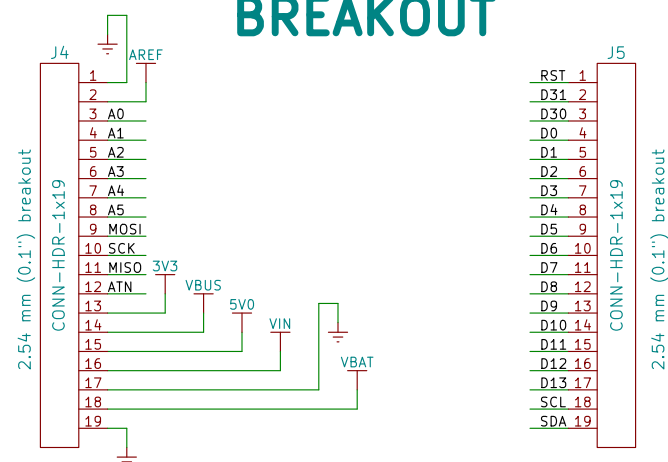 BREAKOUT
J4
J5
AREF
1
2
3 A0
4 A1
5 A2
6 A3
7 A4
8 A5
9 MOSI
10 SCK
11 MISO
12 ATN
13
14
15
16
17
18
19
3V3
VBUS
5V0
VIN
VBAT
CONN-HDR-1x19
2.54 mm (0.1") breakout
RST 1
D31 2
D30 3
D0 4
D1 5
D2 6
D3 7
D4 8
D5 9
D6 10
D7 11
D8 12
D9 13
D10 14
D11 15
D12 16
D13 17
SCL 18
SDA 19
CONN-HDR-1x19
2.54 mm (0.1") breakout